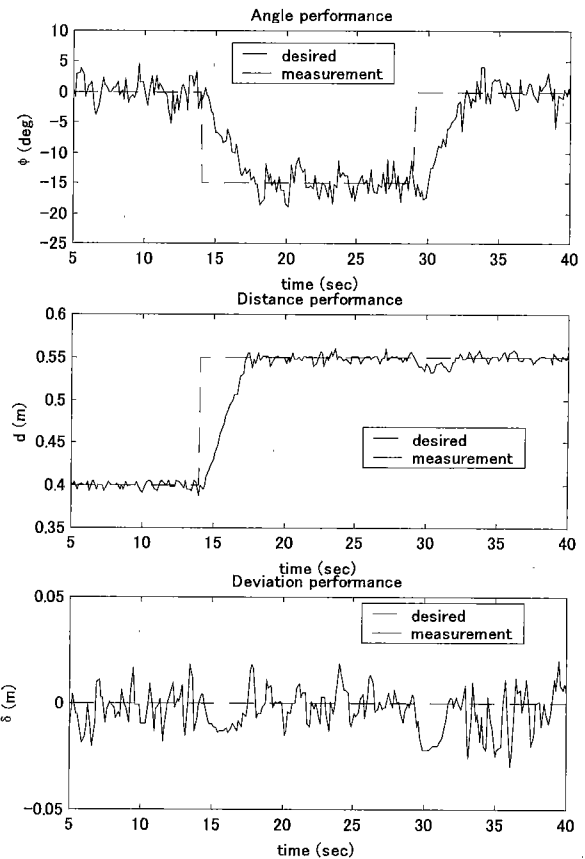 Angle performance
10
5
0
-5
-10
-15
-20
-25
φ (deg)
desired
measurement
5 10 15 20 25 30 35 40
time (sec)
Distance performance
0.6
0.55
0.5
0.45
0.4
0.35
d (m)
desired
measurement
5 10 15 20 25 30 35 40
time (sec)
Deviation performance
0.05
0
-0.05
δ (m)
desired
measurement
5 10 15 20 25 30 35 40
time (sec)